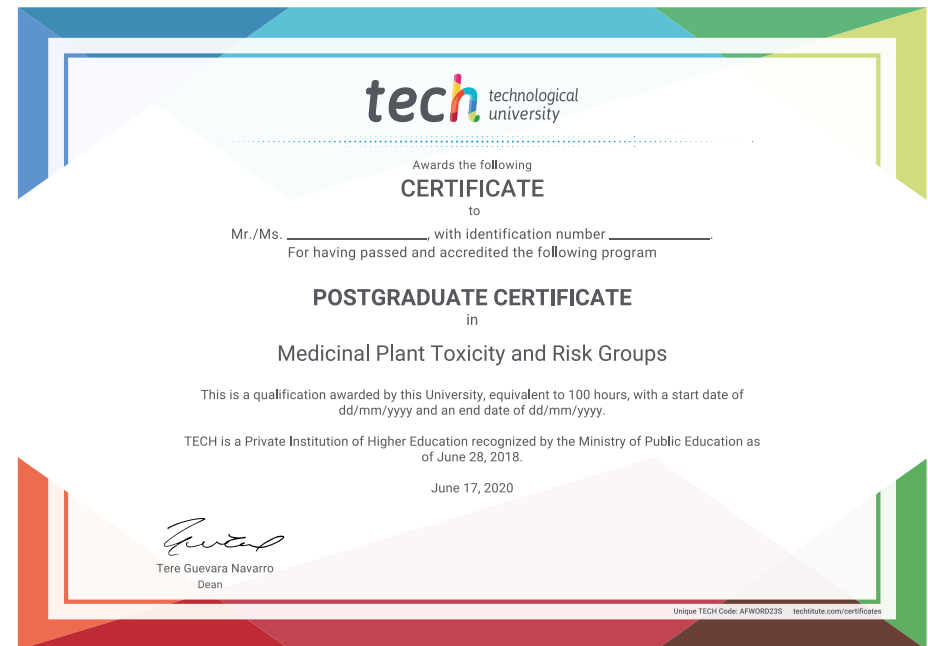 tech technological
university
Awards the following
CERTIFICATE
to
Mr./Ms. ____________________, with identification number ______________.
For having passed and accredited the following program
POSTGRADUATE CERTIFICATE
in
Medicinal Plant Toxicity and Risk Groups
This is a qualification awarded by this University, equivalent to 100 hours, with a start date of
dd/mm/yyyy and an end date of dd/mm/yyyy.
TECH is a Private Institution of Higher Education recognized by the Ministry of Public Education as
of June 28, 2018.
June 17, 2020
Tere Guevara Navarro
Dean
Unique TECH Code: AFWORD23S techtitute.com/certificates